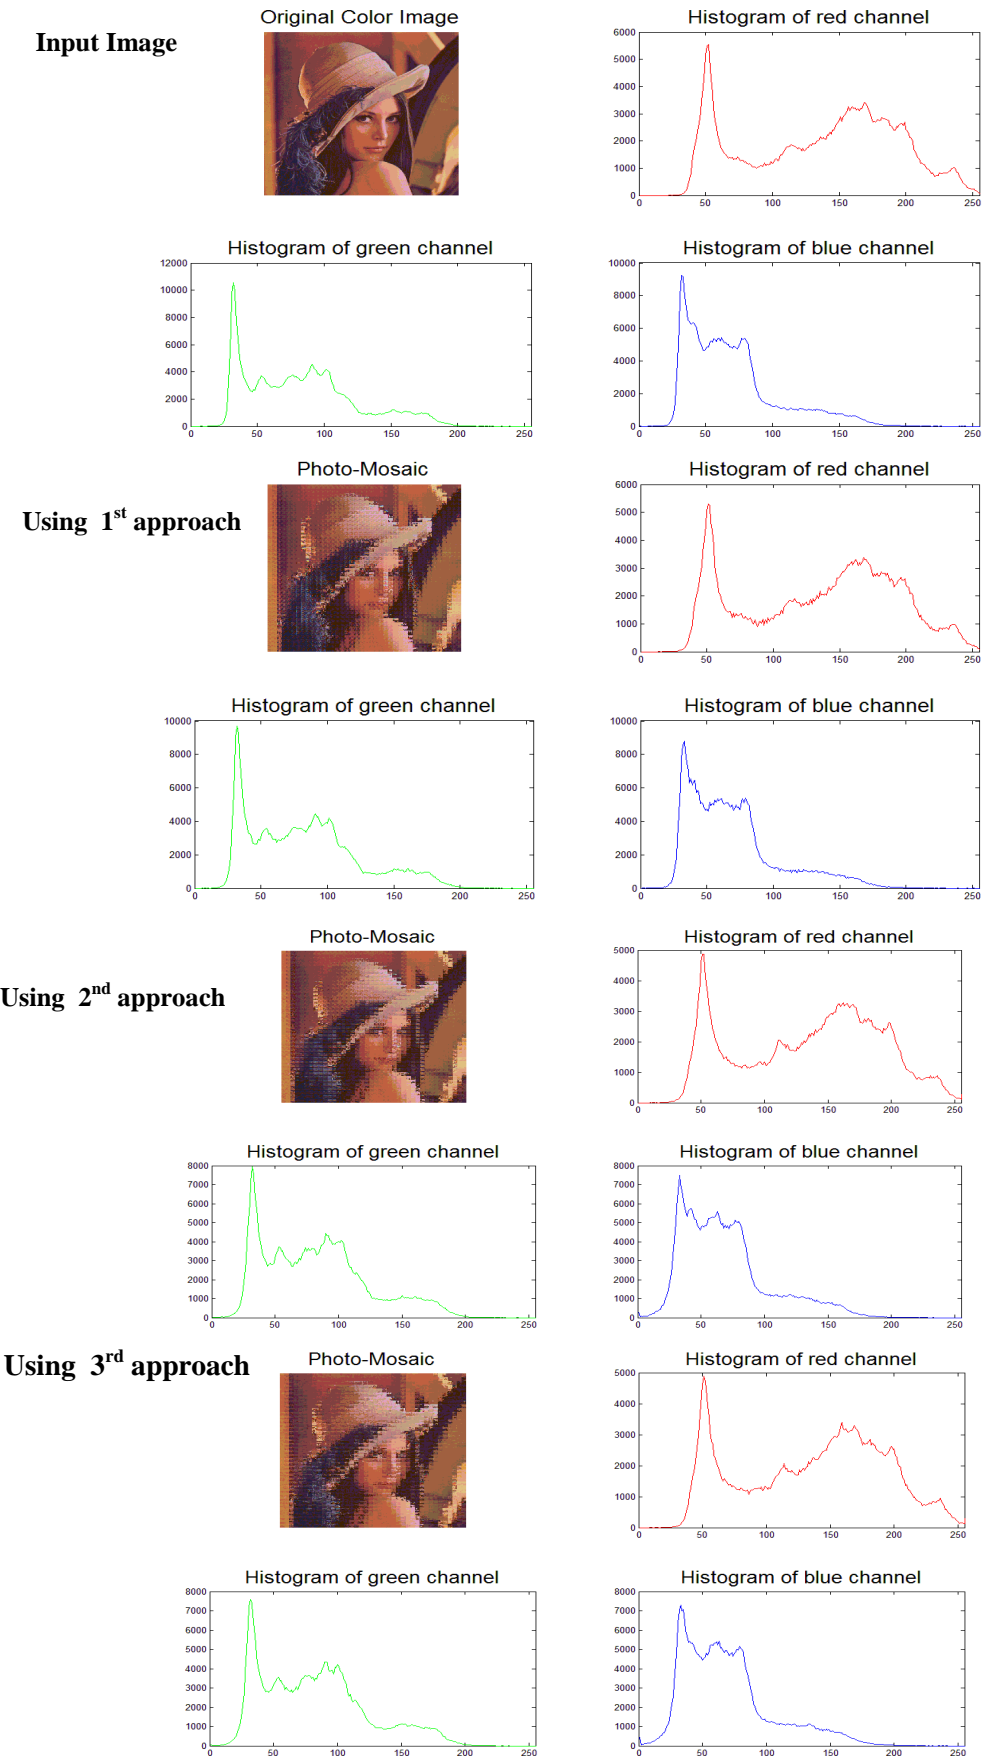 Original Color Image
Histogram of red channel
Input Image
6000
5000
4000
3000
2000
1000
0
0 50 100 150 200 250
Histogram of green channel
Histogram of blue channel
12000
10000
8000
6000
4000
2000
0
0 50 100 150 200 250
10000
8000
6000
4000
2000
0
0 50 100 150 200 250
Photo-Mosaic
Histogram of red channel
Using 1st approach
6000
5000
4000
3000
2000
1000
0
0 50 100 150 200 250
Histogram of green channel
Histogram of blue channel
10000
8000
6000
4000
2000
0
0 50 100 150 200 250
10000
8000
6000
4000
2000
0
0 50 100 150 200 250
Photo-Mosaic
Histogram of red channel
Using 2nd approach
5000
4000
3000
2000
1000
0
0 50 100 150 200 250
Histogram of green channel
Histogram of blue channel
8000
7000
6000
5000
4000
3000
2000
1000
0
0 50 100 150 200 250
8000
7000
6000
5000
4000
3000
2000
1000
0
0 50 100 150 200 250
Using 3rd approach
Photo-Mosaic
Histogram of red channel
5000
4000
3000
2000
1000
0
0 50 100 150 200 250
Histogram of green channel
Histogram of blue channel
8000
7000
6000
5000
4000
3000
2000
1000
0
0 50 100 150 200 250
8000
7000
6000
5000
4000
3000
2000
1000
0
0 50 100 150 200 250